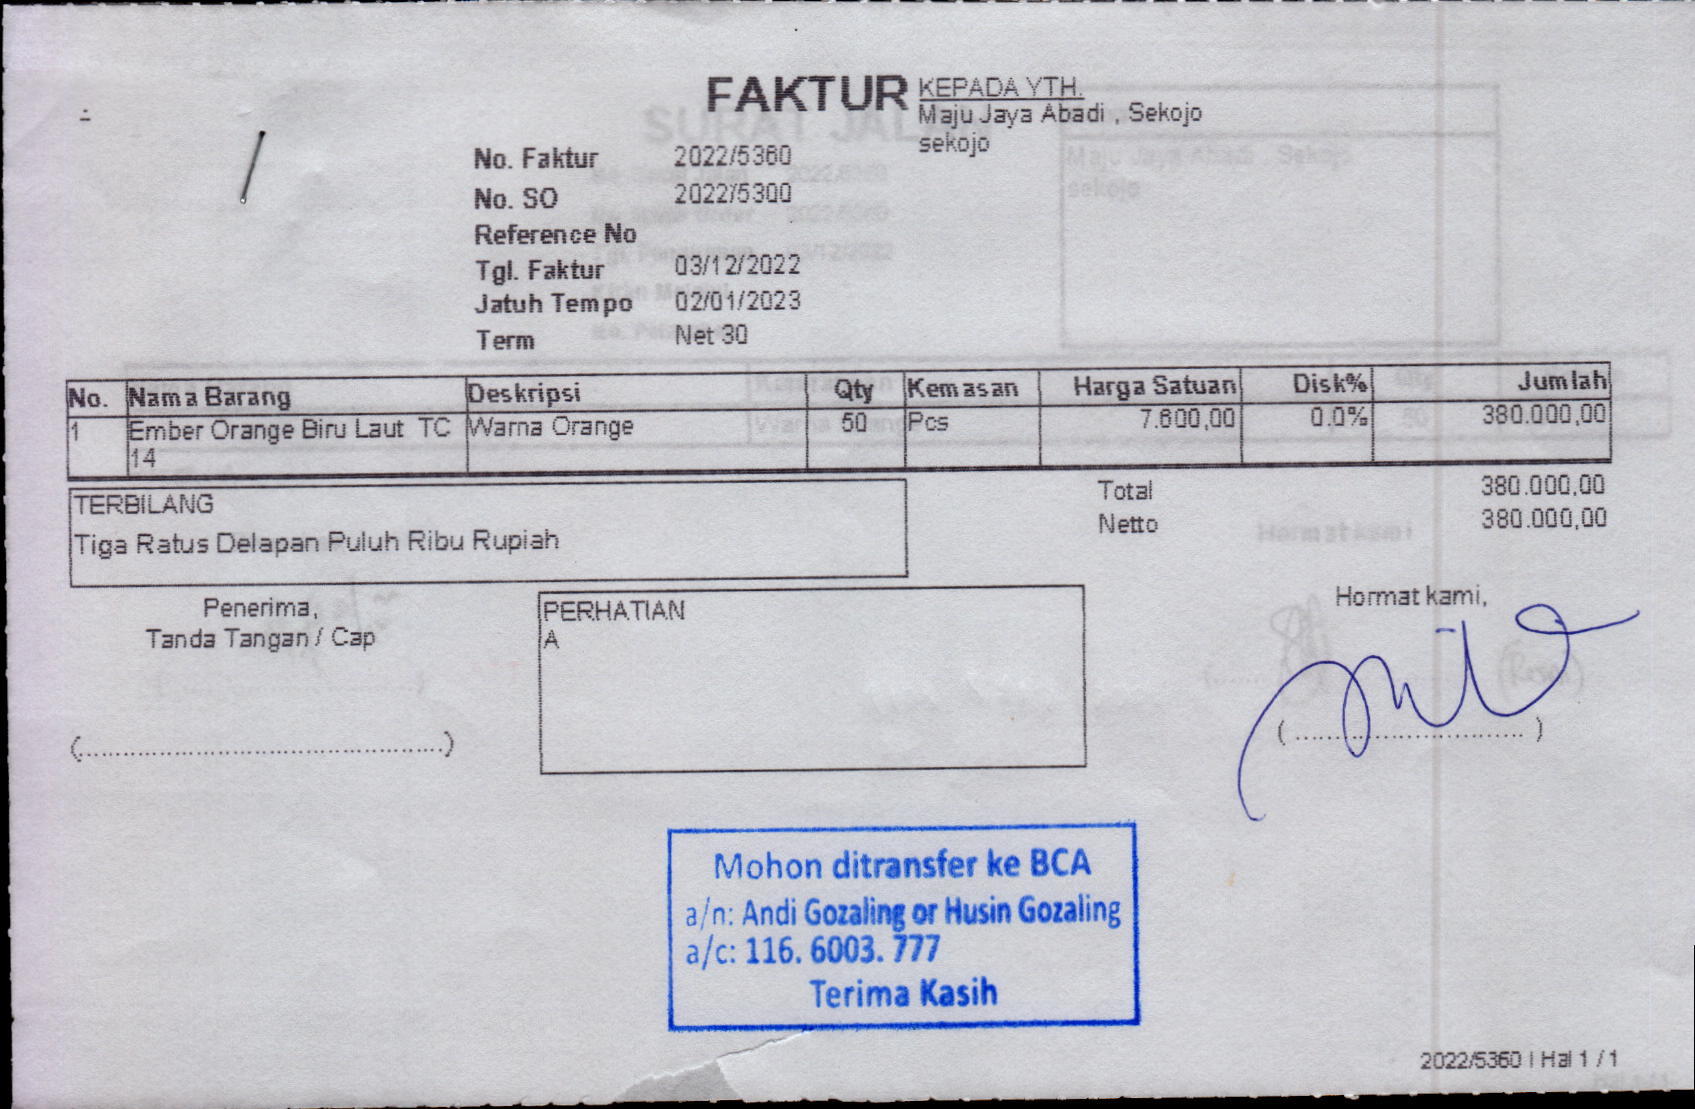 FAKTUR
KEPADA YTH.
Maju Jaya Abadi , Sekojo
sekojo
No. Faktur 2022/5360
No. SO 2022/5300
Reference No
Tgl. Faktur 03/12/2022
Jatuh Tempo 02/01/2023
Term Net 30
No. Nama Barang Deskripsi Qty Kemasan Harga Satuan Disk% Jumlah
1 Ember Orange Biru Laut TC Warna Orange 50 Pcs 7.600,00 0.0% 380.000,00
14
TERBILANG
Tiga Ratus Delapan Puluh Ribu Rupiah
Total 380.000,00
Netto 380.000,00
Penerima,
Tanda Tangan / Cap
(................................................)
PERHATIAN
A
Hormat kami,
(..............................)
Mohon ditransfer ke BCA
a/n: Andi Gozaling or Husin Gozaling
a/c: 116. 6003. 777
Terima Kasih
2022/5360 | Hal 1 / 1